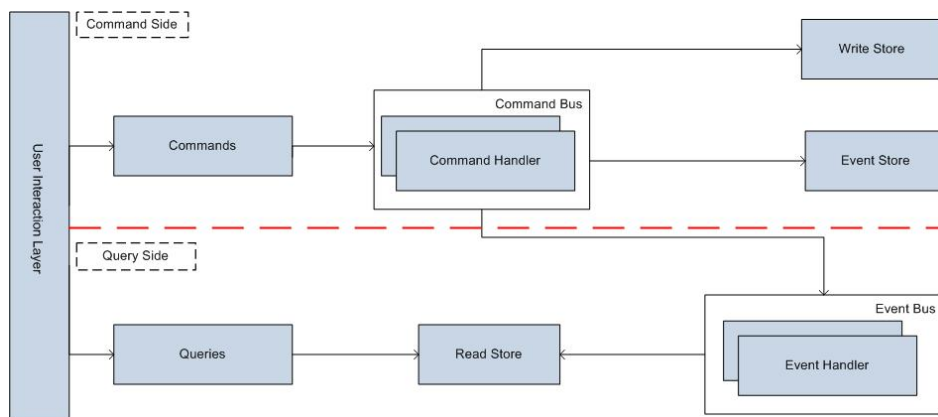 Command Side
Write Store
Command Bus
User Interaction Layer
Commands
Command Handler
Event Store
Query Side
Event Bus
Queries
Read Store
Event Handler